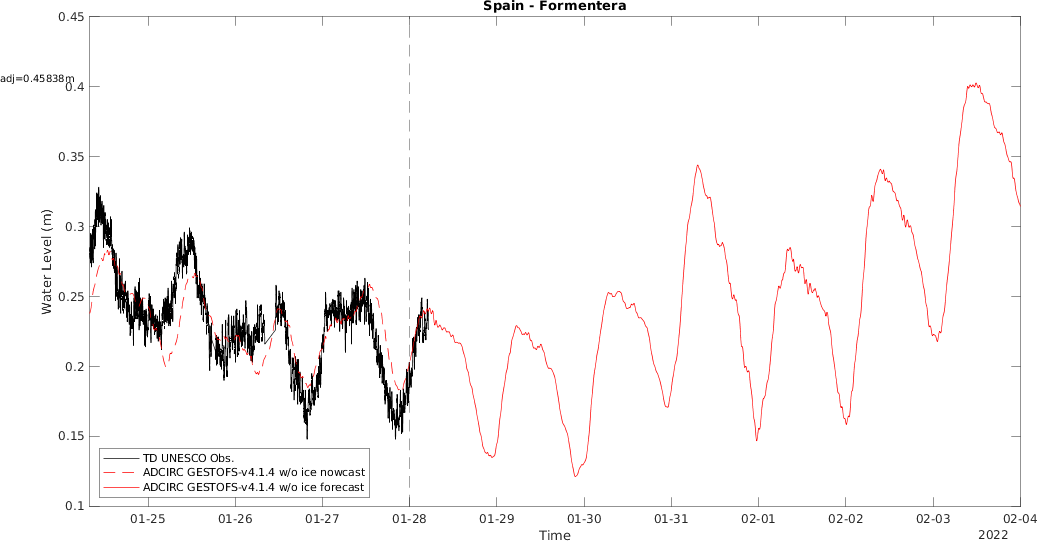 Spain - Formentera
adj=0.45838m
0.45
0.4
0.35
0.3
0.25
0.2
0.15
0.1
Water Level (m)
TD UNESCO Obs.
ADCIRC GESTOFS-v4.1.4 w/o ice nowcast
ADCIRC GESTOFS-v4.1.4 w/o ice forecast
01-25 01-26 01-27 01-28 01-29 01-30 01-31 02-01 02-02 02-03 02-04
Time
2022